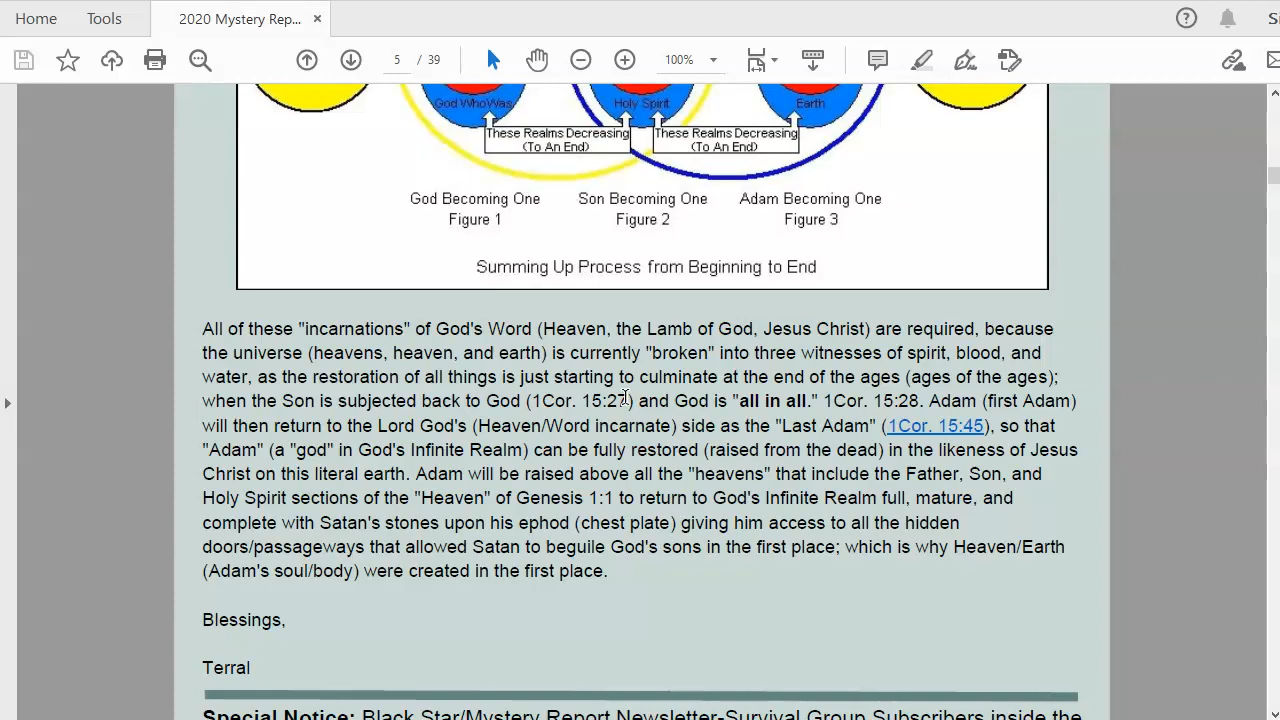 Home Tools 2020 Mystery Rep... ×
5 / 39 100%
God WhoWas Holy Spirit Earth
These Realms Decreasing These Realms Decreasing
(To An End) (To An End)
God Becoming One Son Becoming One Adam Becoming One
Figure 1 Figure 2 Figure 3
Summing Up Process from Beginning to End
All of these "incarnations" of God's Word (Heaven, the Lamb of God, Jesus Christ) are required, because
the universe (heavens, heaven, and earth) is currently "broken" into three witnesses of spirit, blood, and
water, as the restoration of all things is just starting to culminate at the end of the ages (ages of the ages);
when the Son is subjected back to God (1Cor. 15:27) and God is "all in all." 1Cor. 15:28. Adam (first Adam)
will then return to the Lord God's (Heaven/Word incarnate) side as the "Last Adam" (1Cor. 15:45), so that
"Adam" (a "god" in God's Infinite Realm) can be fully restored (raised from the dead) in the likeness of Jesus
Christ on this literal earth. Adam will be raised above all the "heavens" that include the Father, Son, and
Holy Spirit sections of the "Heaven" of Genesis 1:1 to return to God's Infinite Realm full, mature, and
complete with Satan's stones upon his ephod (chest plate) giving him access to all the hidden
doors/passageways that allowed Satan to beguile God's sons in the first place; which is why Heaven/Earth
(Adam's soul/body) were created in the first place.
Blessings,
Terral
Special Notice: Black Star/Mystery Report Newsletter-Survival Group Subscribers inside the